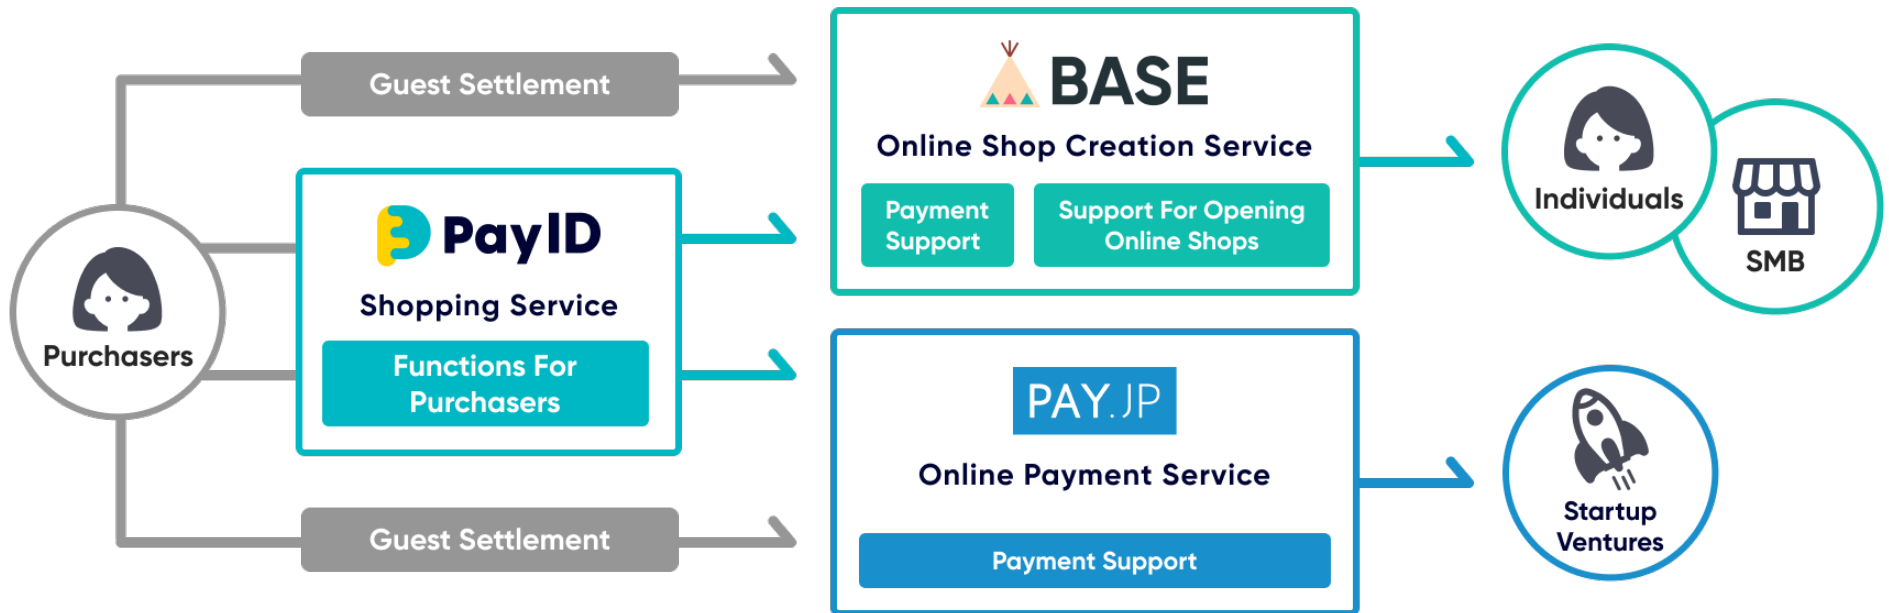 Guest Settlement
BASE
Online Shop Creation Service
Payment
Support
Support For Opening
Online Shops
Individuals
SMB
Purchasers
PayID
Shopping Service
Functions For
Purchasers
PAY.JP
Online Payment Service
Payment Support
Guest Settlement
Startup
Ventures